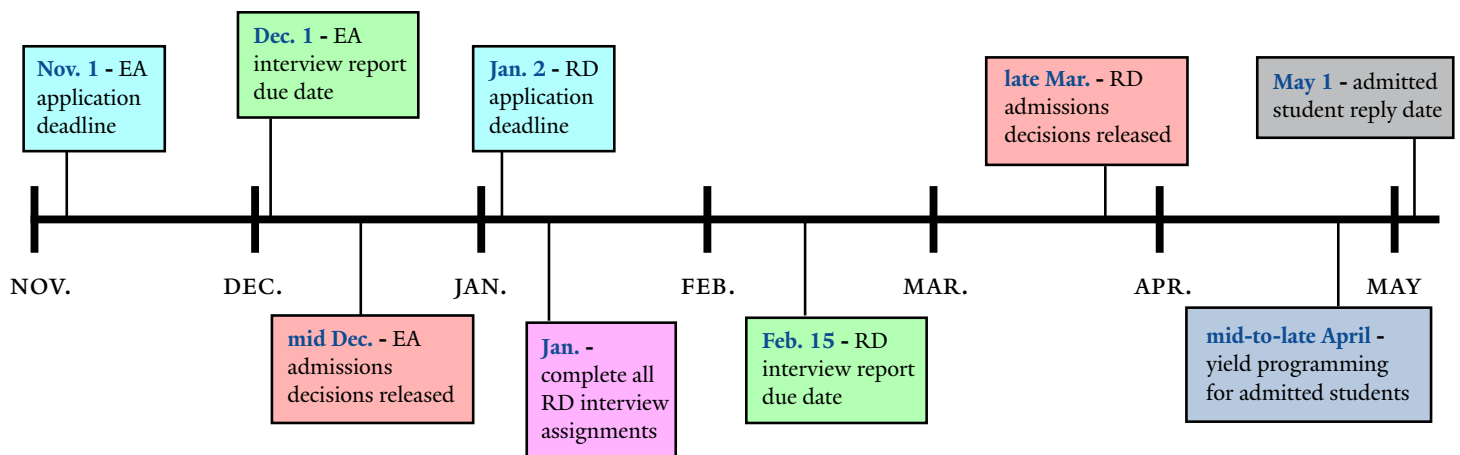 Nov. 1 - EA
application
deadline
Dec. 1 - EA
interview report
due date
Jan. 2 - RD
application
deadline
late Mar. - RD
admissions
decisions released
May 1 - admitted
student reply date
NOV.
DEC.
JAN.
FEB.
MAR.
APR.
MAY
mid Dec. - EA
admissions
decisions released
Jan. -
complete all
RD interview
assignments
Feb. 15 - RD
interview report
due date
mid-to-late April -
yield programming
for admitted students